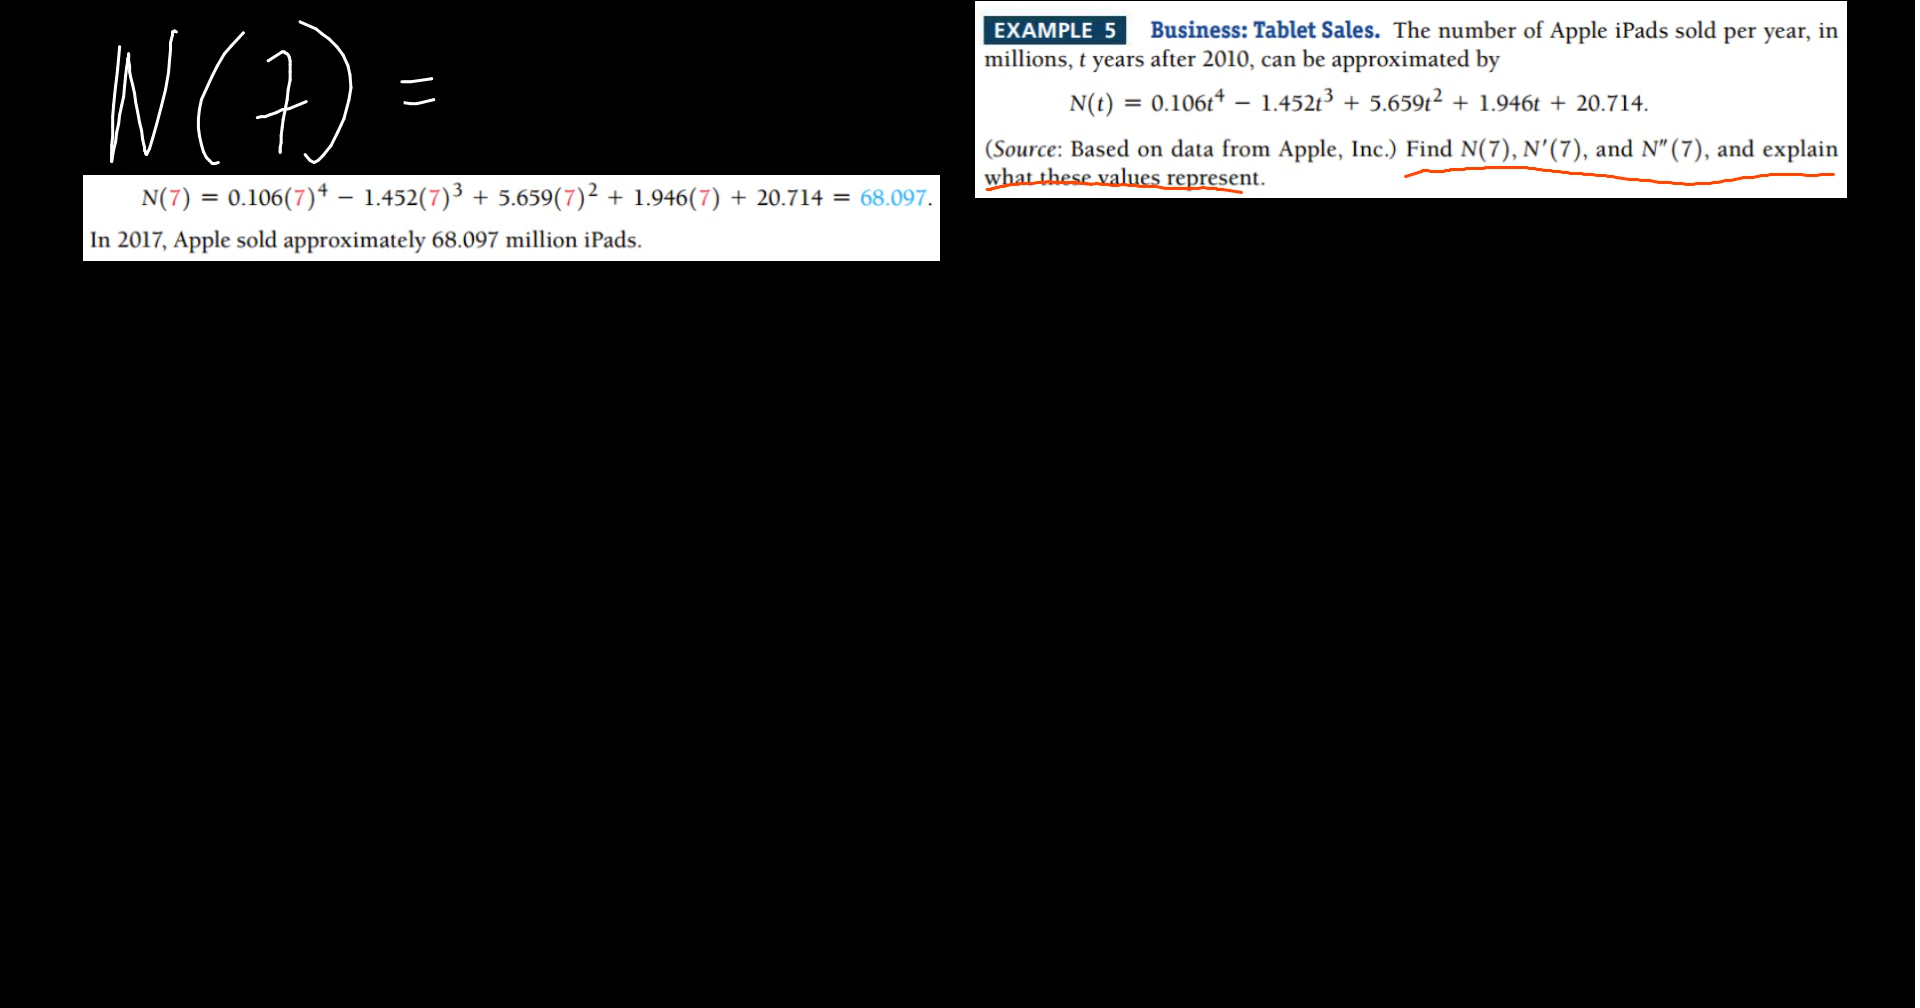 N(7) =
N(7) = 0.106(7)⁴ − 1.452(7)³ + 5.659(7)² + 1.946(7) + 20.714 = 68.097.
In 2017, Apple sold approximately 68.097 million iPads.
EXAMPLE 5 Business: Tablet Sales. The number of Apple iPads sold per year, in
millions, t years after 2010, can be approximated by
N(t) = 0.106t⁴ − 1.452t³ + 5.659t² + 1.946t + 20.714.
(Source: Based on data from Apple, Inc.) Find N(7), N′(7), and N″(7), and explain
what these values represent.